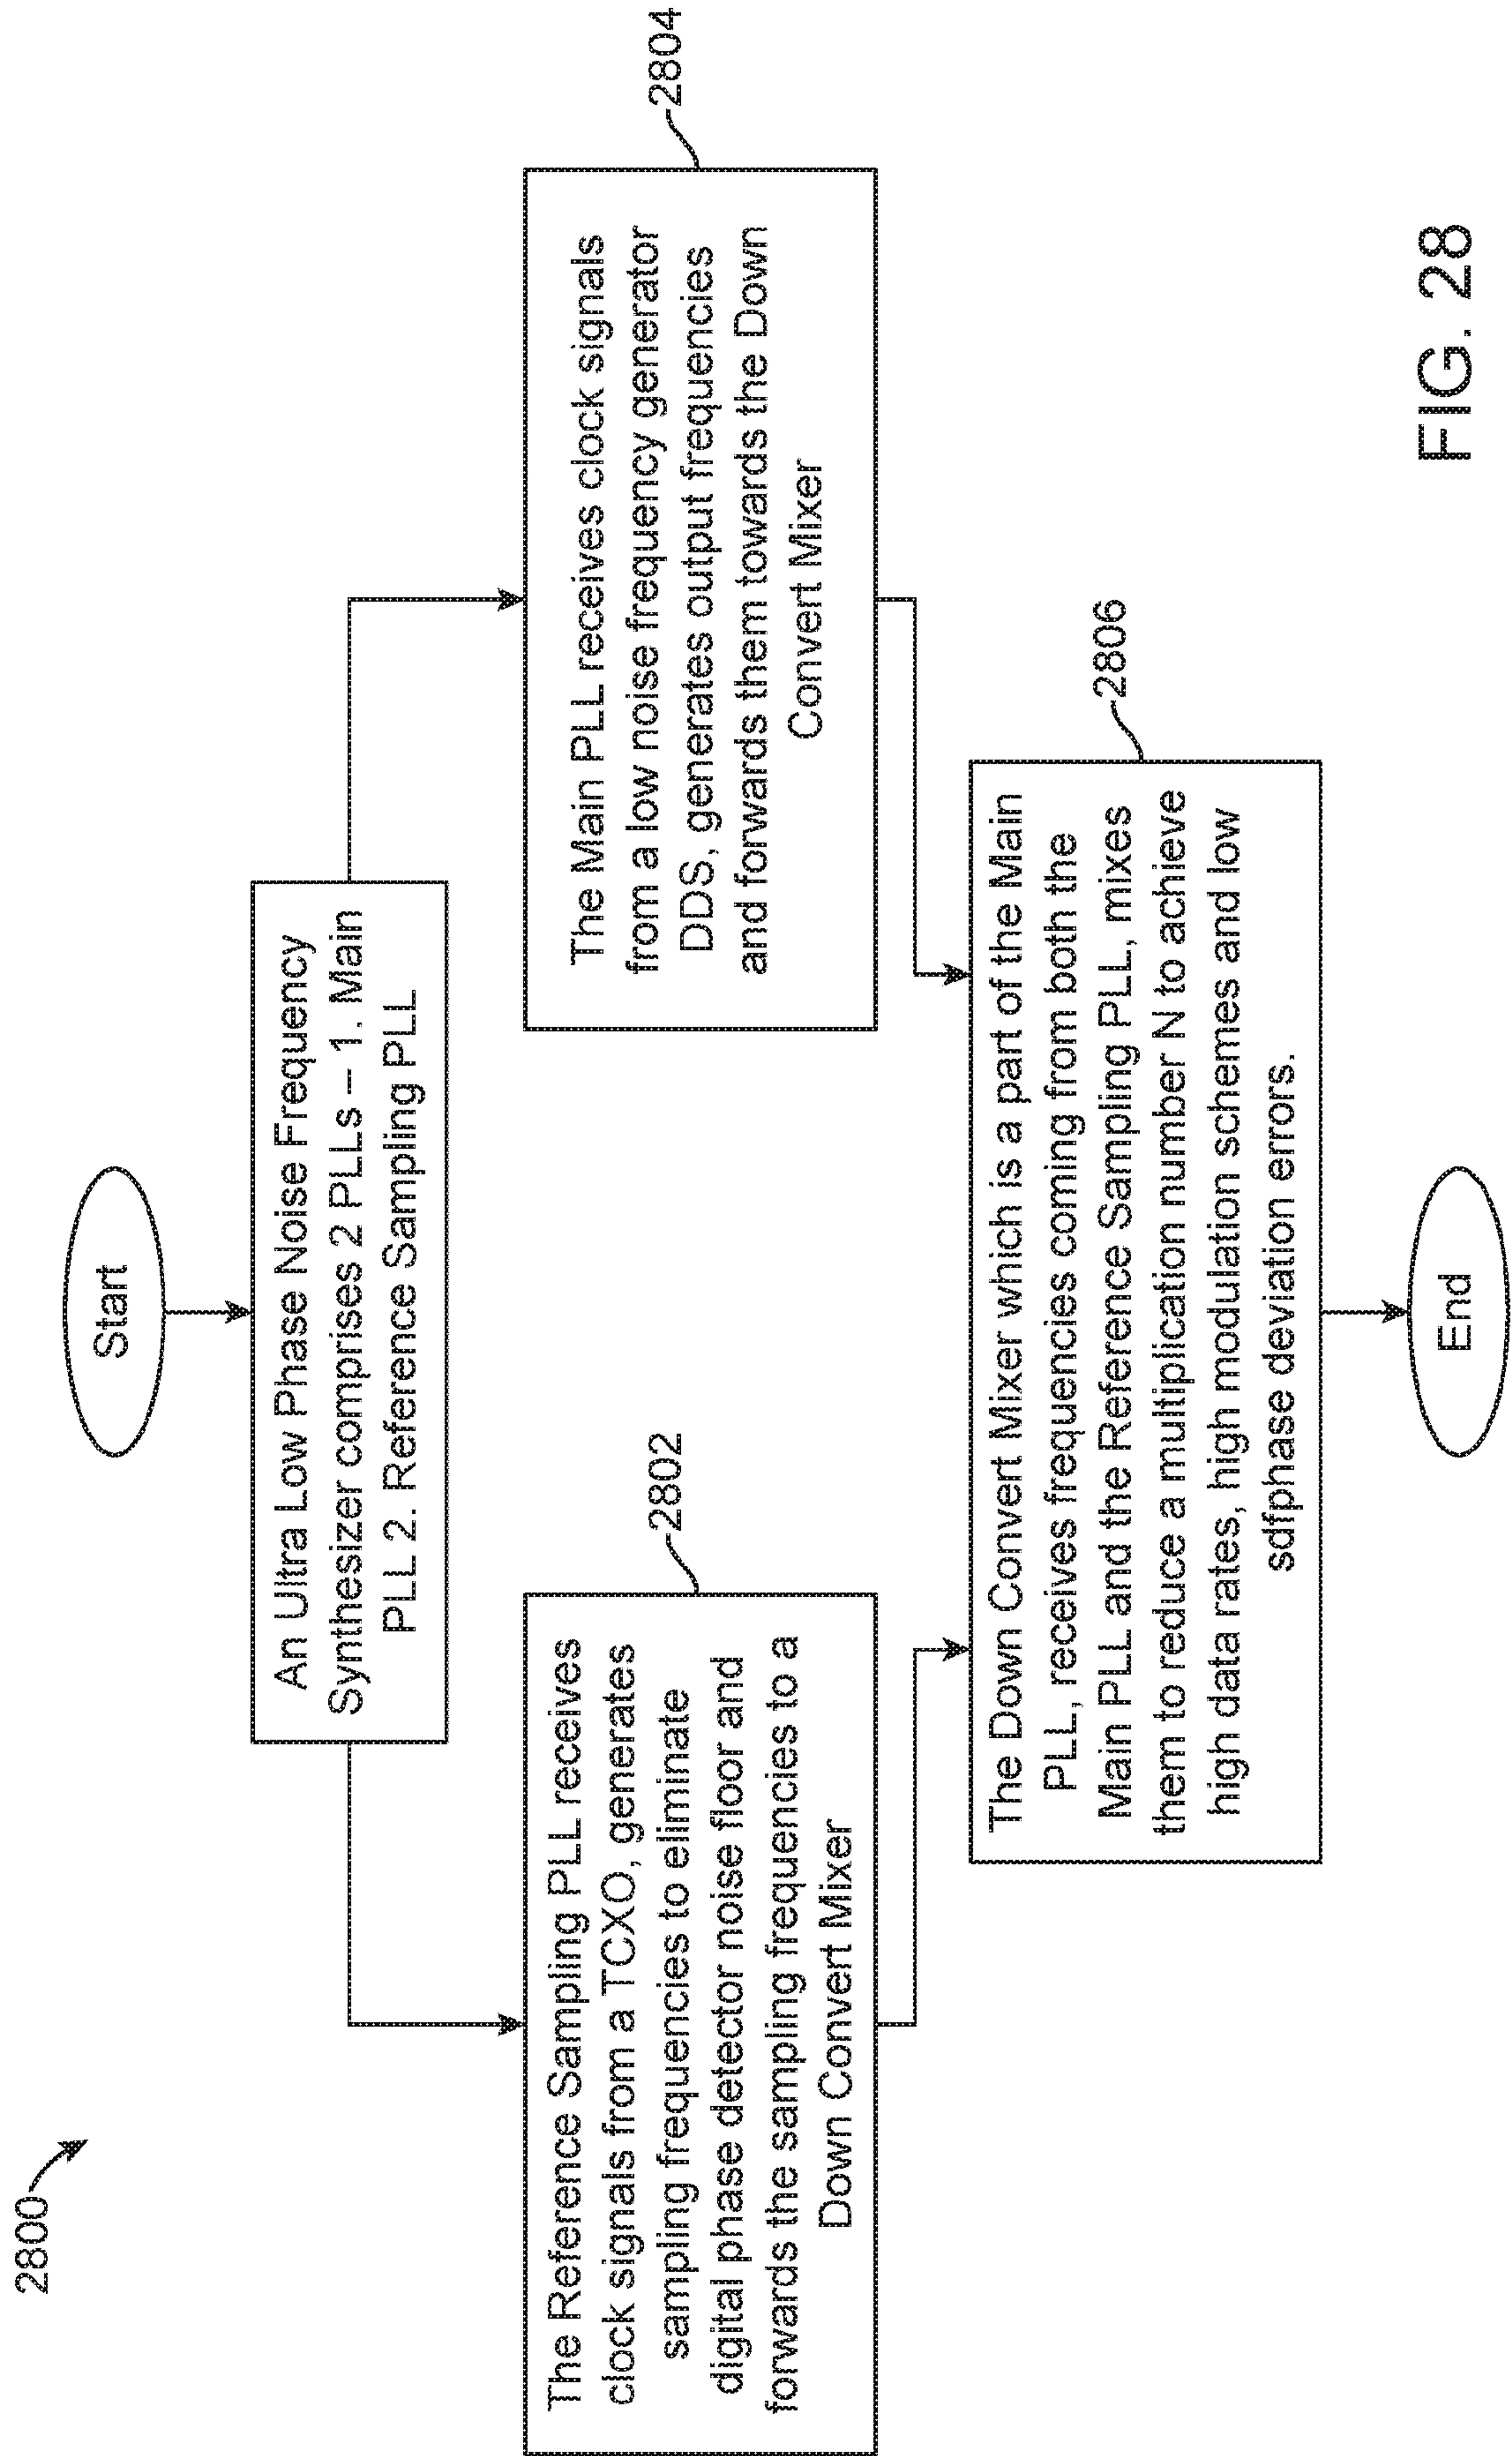 2800
Start
An Ultra Low Phase Noise Frequency
Synthesizer comprises 2 PLLs – 1. Main
PLL 2. Reference Sampling PLL
2802
The Reference Sampling PLL receives
clock signals from a TCXO, generates
sampling frequencies to eliminate
digital phase detector noise floor and
forwards the sampling frequencies to a
Down Convert Mixer
2804
The Main PLL receives clock signals
from a low noise frequency generator
DDS, generates output frequencies
and forwards them towards the Down
Convert Mixer
2806
The Down Convert Mixer which is a part of the Main
PLL, receives frequencies coming from both the
Main PLL and the Reference Sampling PLL, mixes
them to reduce a multiplication number N to achieve
high data rates, high modulation schemes and low
sdfphase deviation errors.
End
FIG. 28